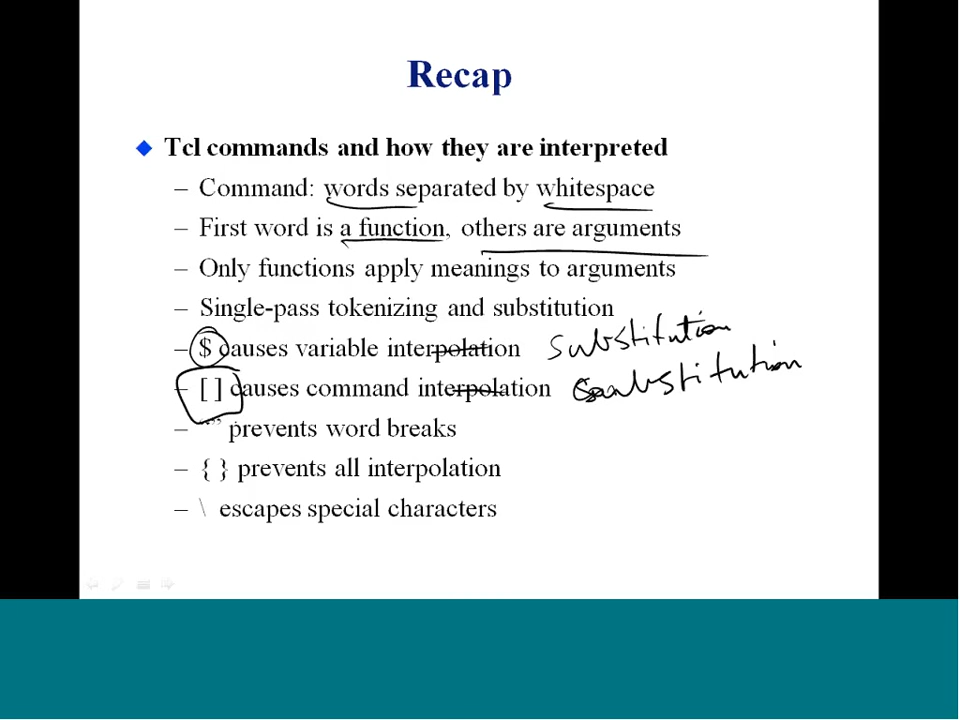 Recap
Tcl commands and how they are interpreted
– Command: words separated by whitespace
– First word is a function, others are arguments
– Only functions apply meanings to arguments
– Single-pass tokenizing and substitution
– $ causes variable interpolation substitution
– [ ] causes command interpolation substitution
– “” prevents word breaks
– { } prevents all interpolation
– \ escapes special characters